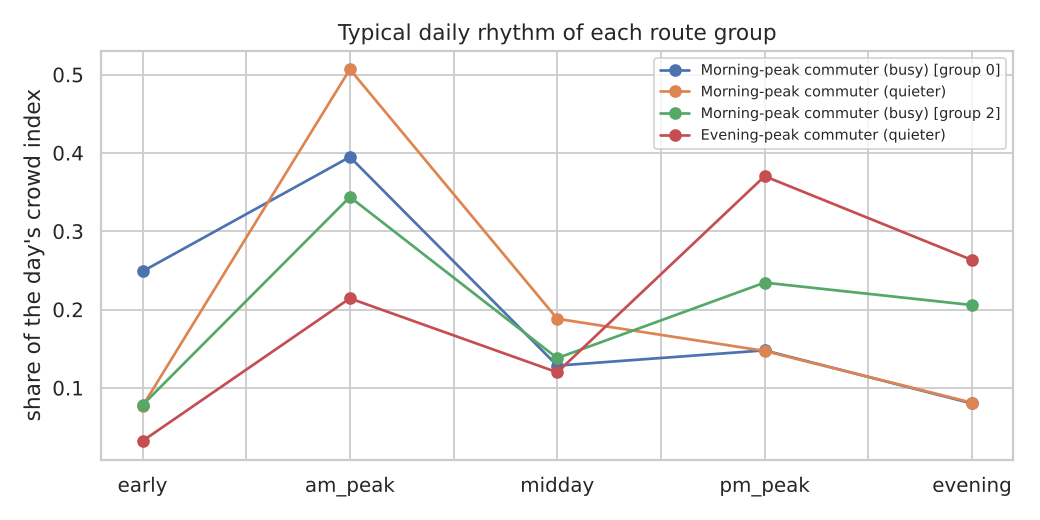 Typical daily rhythm of each route group
share of the day's crowd index
0.5
0.4
0.3
0.2
0.1
Morning-peak commuter (busy) [group 0]
Morning-peak commuter (quieter)
Morning-peak commuter (busy) [group 2]
Evening-peak commuter (quieter)
early am_peak midday pm_peak evening